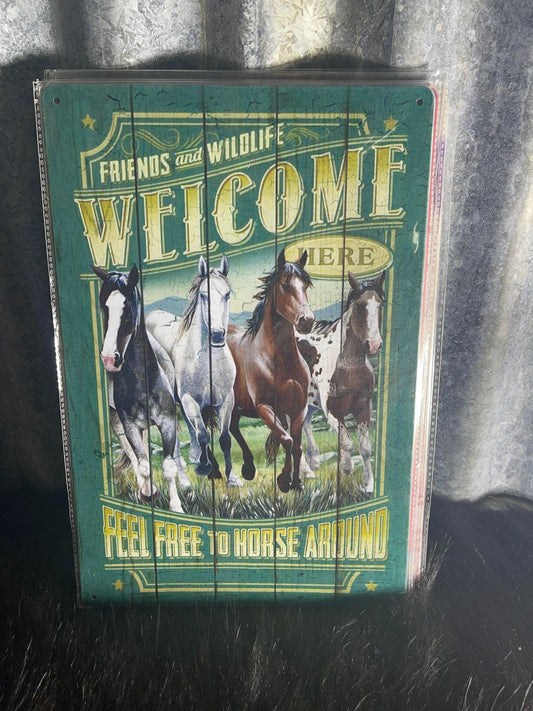 FRIENDS and WILDLIFE
WELCOME
HERE
FEEL FREE TO HORSE AROUND